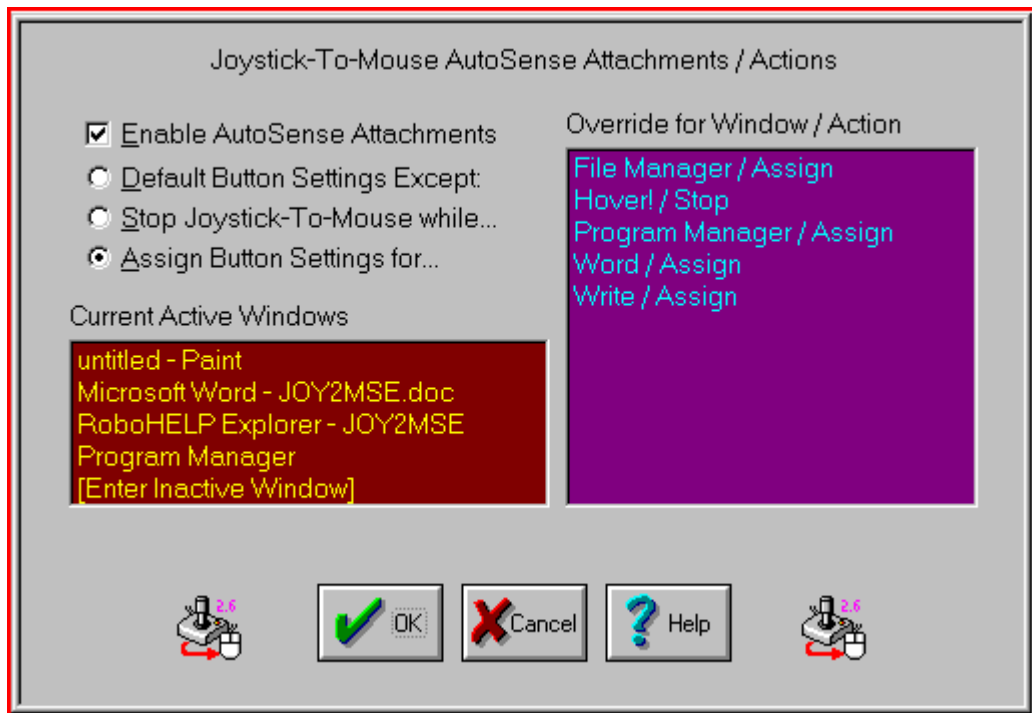 Joystick-To-Mouse AutoSense Attachments / Actions
Enable AutoSense Attachments
Default Button Settings Except:
Stop Joystick-To-Mouse while...
Assign Button Settings for...
Current Active Windows
untitled - Paint
Microsoft Word - JOY2MSE.doc
RoboHELP Explorer - JOY2MSE
Program Manager
[Enter Inactive Window]
Override for Window / Action
File Manager / Assign
Hover! / Stop
Program Manager / Assign
Word / Assign
Write / Assign
2.6
OK
Cancel
Help
2.6